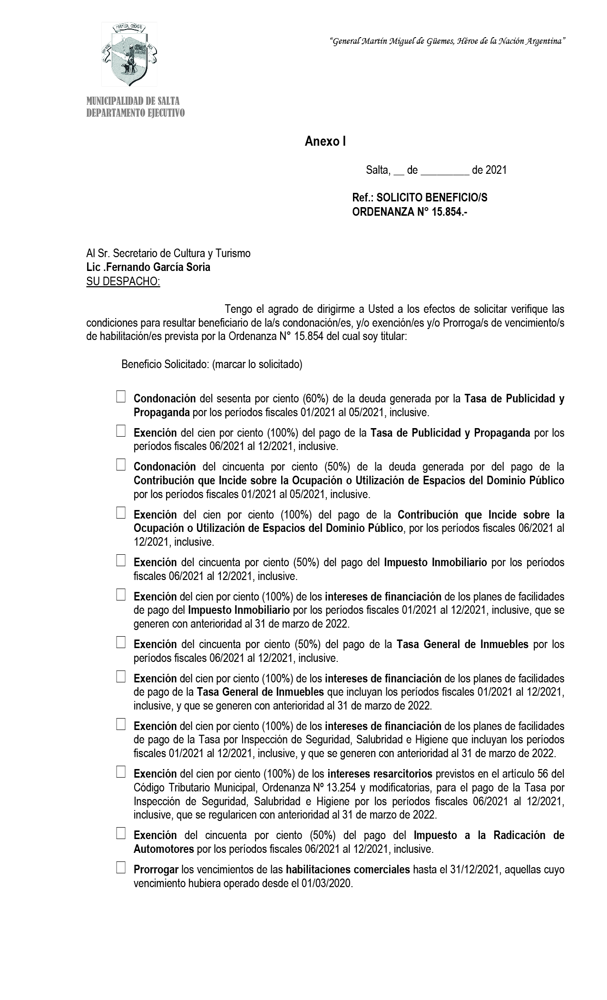 Y MUY LEAL CIUDAD D
MUY NOBLE
SALTA
“General Martín Miguel de Güemes, Héroe de la Nación Argentina”
MUNICIPALIDAD DE SALTA
DEPARTAMENTO EJECUTIVO
Anexo I
Salta, __ de _________ de 2021
Ref.: SOLICITO BENEFICIO/S
ORDENANZA N° 15.854.-
Al Sr. Secretario de Cultura y Turismo
Lic .Fernando García Soria
SU DESPACHO:
Tengo el agrado de dirigirme a Usted a los efectos de solicitar verifique las
condiciones para resultar beneficiario de la/s condonación/es, y/o exención/es y/o Prorroga/s de vencimiento/s
de habilitación/es prevista por la Ordenanza N° 15.854 del cual soy titular:
Beneficio Solicitado: (marcar lo solicitado)
Condonación del sesenta por ciento (60%) de la deuda generada por la Tasa de Publicidad y
Propaganda por los períodos fiscales 01/2021 al 05/2021, inclusive.
Exención del cien por ciento (100%) del pago de la Tasa de Publicidad y Propaganda por los
períodos fiscales 06/2021 al 12/2021, inclusive.
Condonación del cincuenta por ciento (50%) de la deuda generada por del pago de la
Contribución que Incide sobre la Ocupación o Utilización de Espacios del Dominio Público
por los períodos fiscales 01/2021 al 05/2021, inclusive.
Exención del cien por ciento (100%) del pago de la Contribución que Incide sobre la
Ocupación o Utilización de Espacios del Dominio Público, por los períodos fiscales 06/2021 al
12/2021, inclusive.
Exención del cincuenta por ciento (50%) del pago del Impuesto Inmobiliario por los períodos
fiscales 06/2021 al 12/2021, inclusive.
Exención del cien por ciento (100%) de los intereses de financiación de los planes de facilidades
de pago del Impuesto Inmobiliario por los períodos fiscales 01/2021 al 12/2021, inclusive, que se
generen con anterioridad al 31 de marzo de 2022.
Exención del cincuenta por ciento (50%) del pago de la Tasa General de Inmuebles por los
períodos fiscales 06/2021 al 12/2021, inclusive.
Exención del cien por ciento (100%) de los intereses de financiación de los planes de facilidades
de pago de la Tasa General de Inmuebles que incluyan los períodos fiscales 01/2021 al 12/2021,
inclusive, y que se generen con anterioridad al 31 de marzo de 2022.
Exención del cien por ciento (100%) de los intereses de financiación de los planes de facilidades
de pago de la Tasa por Inspección de Seguridad, Salubridad e Higiene que incluyan los períodos
fiscales 01/2021 al 12/2021, inclusive, y que se generen con anterioridad al 31 de marzo de 2022.
Exención del cien por ciento (100%) de los intereses resarcitorios previstos en el artículo 56 del
Código Tributario Municipal, Ordenanza Nº 13.254 y modificatorias, para el pago de la Tasa por
Inspección de Seguridad, Salubridad e Higiene por los períodos fiscales 06/2021 al 12/2021,
inclusive, que se regularicen con anterioridad al 31 de marzo de 2022.
Exención del cincuenta por ciento (50%) del pago del Impuesto a la Radicación de
Automotores por los períodos fiscales 06/2021 al 12/2021, inclusive.
Prorrogar los vencimientos de las habilitaciones comerciales hasta el 31/12/2021, aquellas cuyo
vencimiento hubiera operado desde el 01/03/2020.